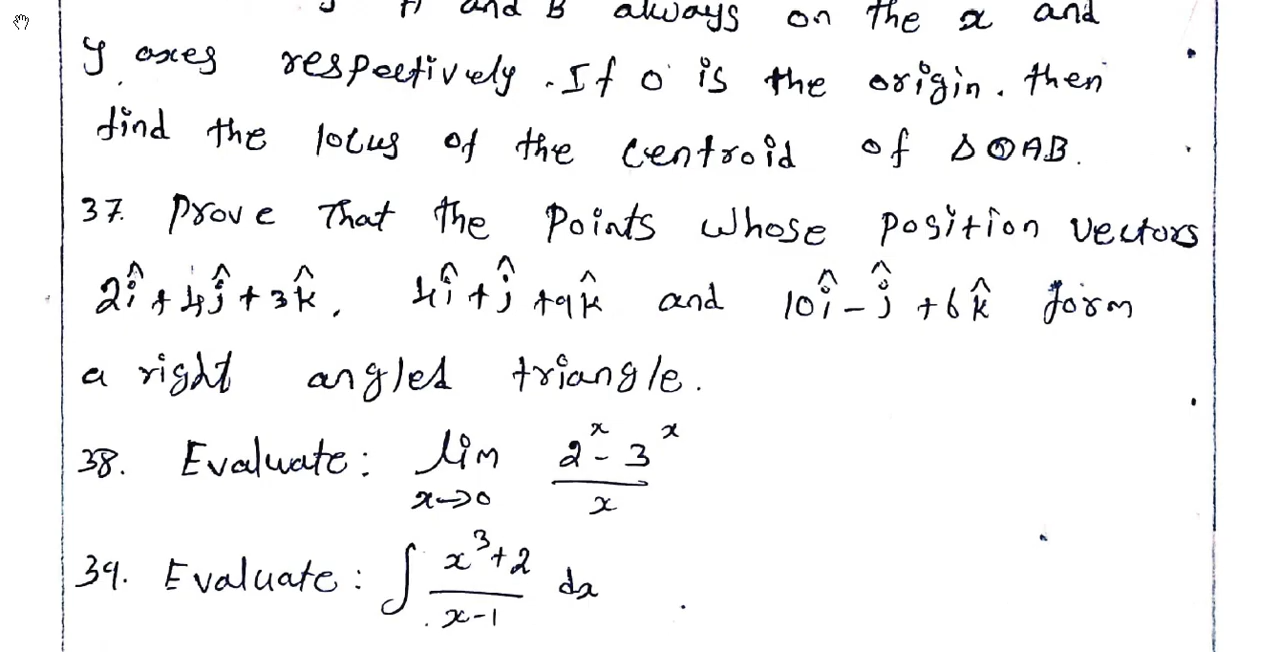 A and B always on the x and
y axes respectively. If O is the origin. then
find the locus of the centroid of Δ OAB.
37. Prove That the Points whose position vectors
2î + 4ĵ + 3k̂, 4î + ĵ + 9k̂ and 10î - ĵ + 6k̂ form
a right angled triangle.
38. Evaluate: lim x→0 (2^x - 3^x)/x
39. Evaluate: ∫ (x^3+2)/(x-1) dx